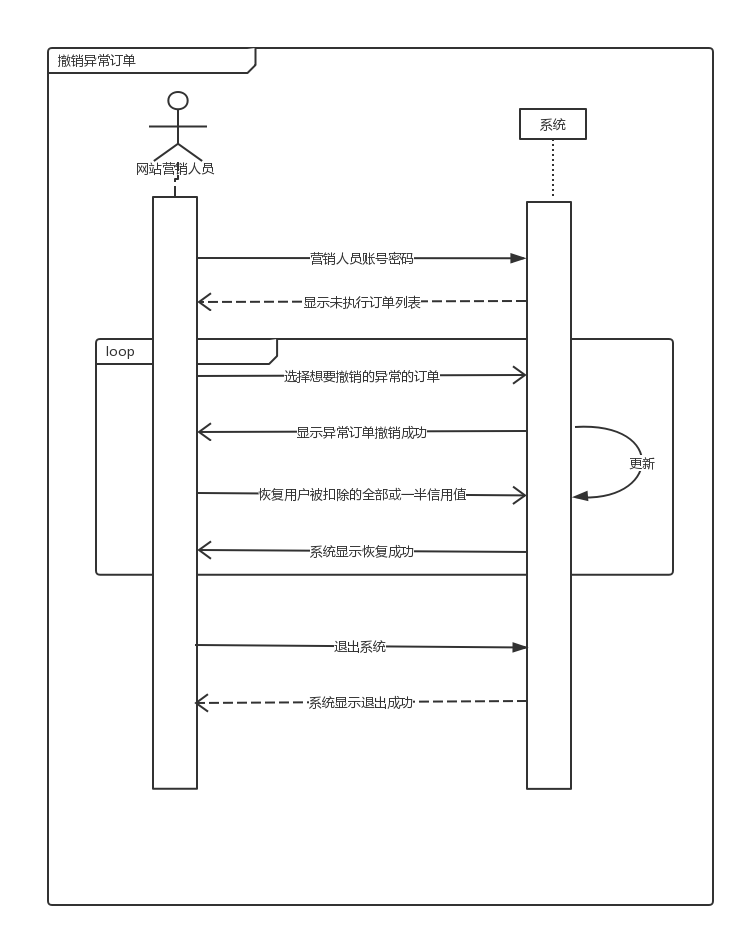 撤销异常订单
系统
网站营销人员
营销人员账号密码
显示未执行订单列表
loop
选择想要撤销的异常的订单
显示异常订单撤销成功
更新
恢复用户被扣除的全部或一半信用值
系统显示恢复成功
退出系统
系统显示退出成功